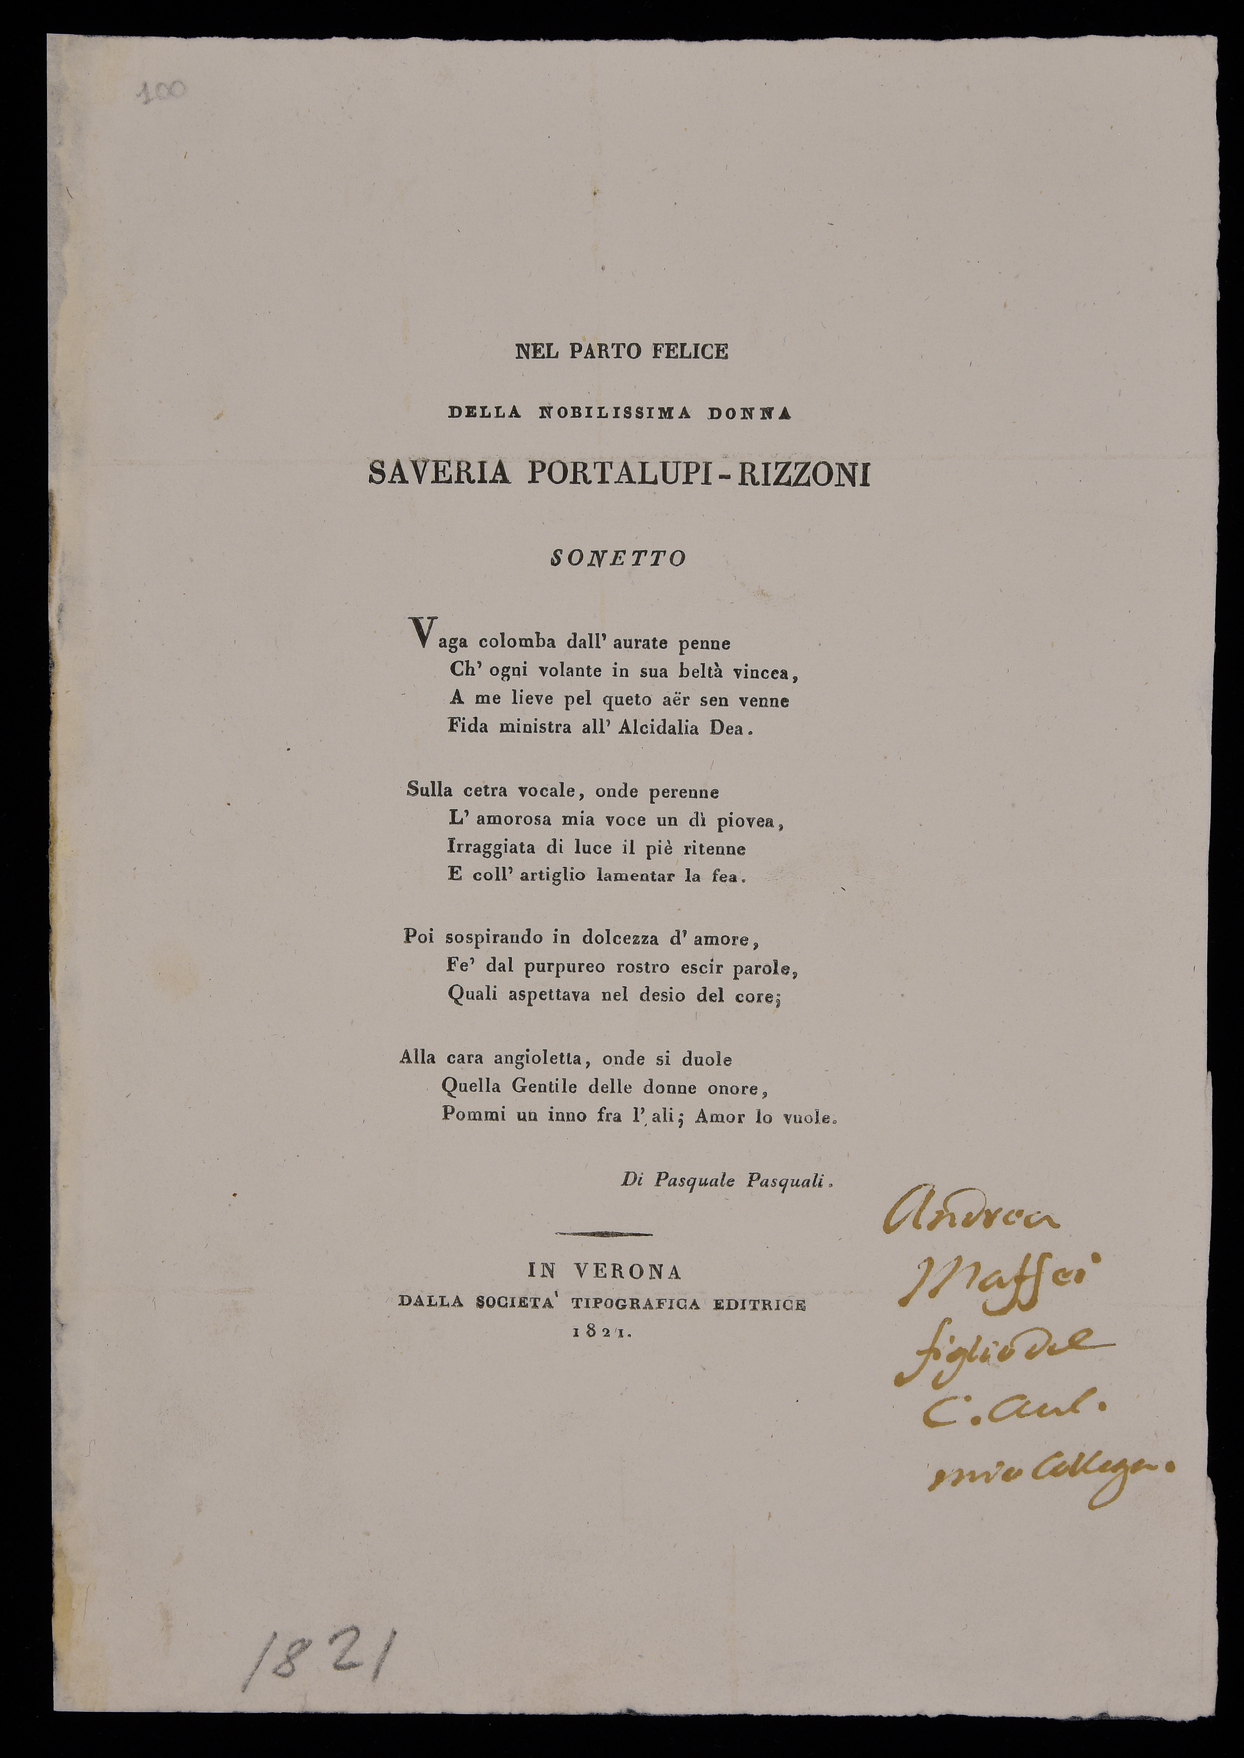 100
NEL PARTO FELICE
DELLA NOBILISSIMA DONNA
SAVERIA PORTALUPI-RIZZONI
SONETTO
Vaga colomba dall' aurate penne
Ch' ogni volante in sua beltà vincea,
A me lieve pel queto aër sen venne
Fida ministra all' Alcidalia Dea.
Sulla cetra vocale, onde perenne
L' amorosa mia voce un dì piovea,
Irraggiata di luce il piè ritenne
E coll' artiglio lamentar la fea.
Poi sospirando in dolcezza d' amore,
Fe' dal purpureo rostro escir parole,
Quali aspettava nel desio del core;
Alla cara angioletta, onde si duole
Quella Gentile delle donne onore,
Pommi un inno fra l' ali; Amor lo vuole.
Di Pasquale Pasquali.
Andrea
Maffei
figlio del
C. Aul.
mio Collega.
IN VERONA
DALLA SOCIETA' TIPOGRAFICA EDITRICE
1821.
1821